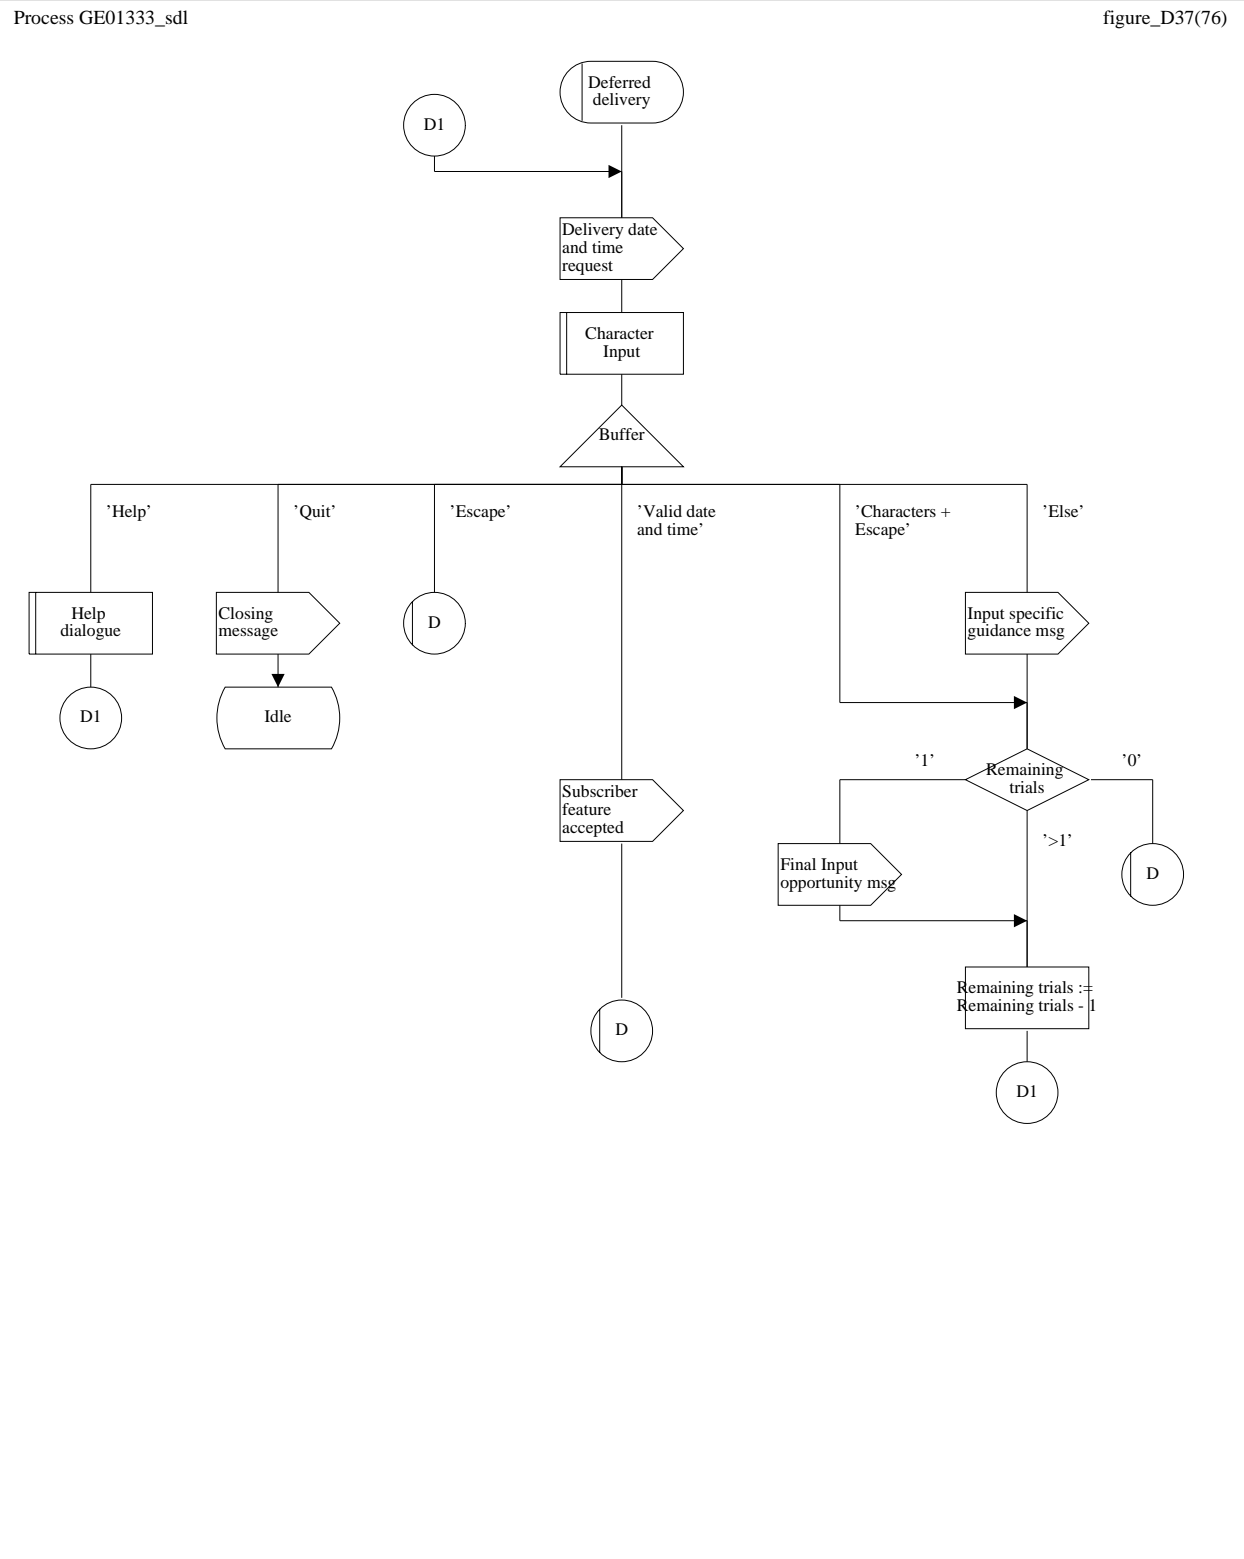 Process GE01333_sdl
figure_D37(76)
Deferred
delivery
D1
Delivery date
and time
request
Character
Input
Buffer
’Help’
’Quit’
’Escape’
’Valid date
and time’
’Characters +
Escape’
’Else’
Help
dialogue
Closing
message
D
Input specific
guidance msg
D1
Idle
’1’
Remaining
trials
’0’
Subscriber
feature
accepted
’>1’
Final Input
opportunity msg
D
Remaining trials :=
Remaining trials - 1
D
D1